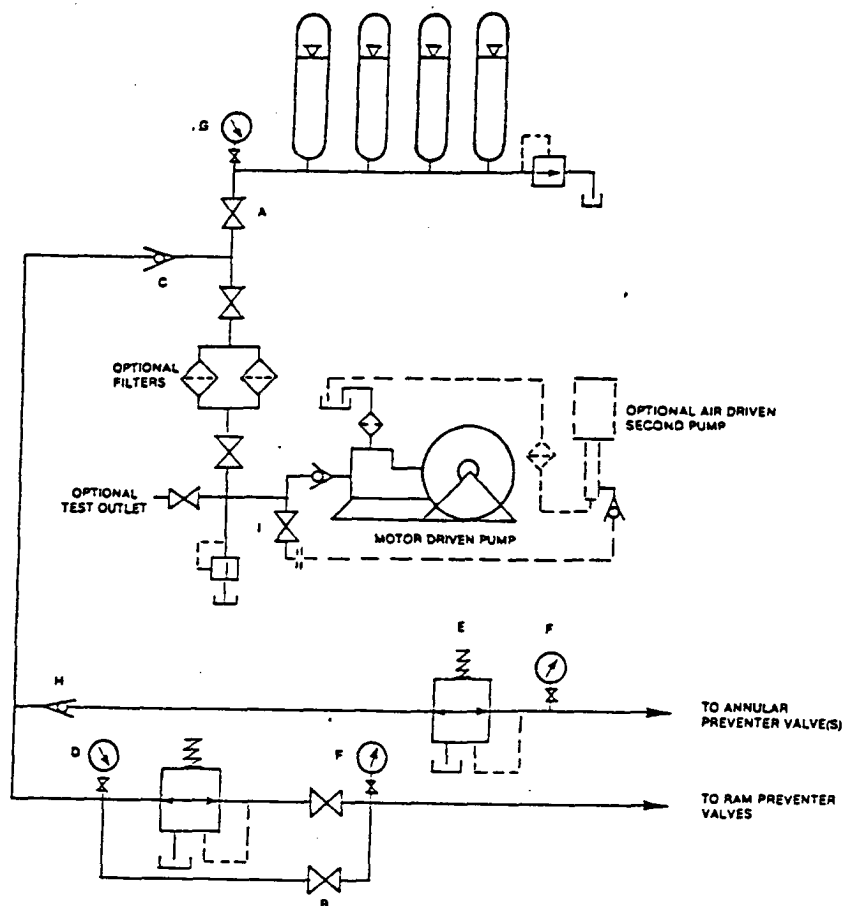 G
A
C
OPTIONAL
FILTERS
OPTIONAL AIR DRIVEN
SECOND PUMP
OPTIONAL
TEST OUTLET
I
MOTOR DRIVEN PUMP
E
F
H
TO ANNULAR
PREVENTER VALVE(S)
D
F
TO RAM PREVENTER
VALVES